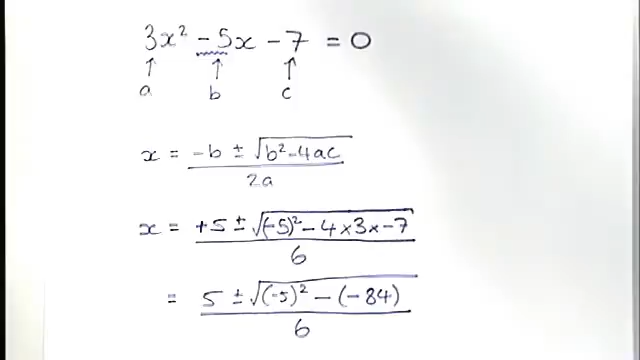 3x² - 5x - 7 = 0
a b c
x = -b ± √b² - 4ac / 2a
x = +5 ± √(-5)² - 4 × 3 × -7 / 6
= 5 ± √(-5)² - (-84) / 6